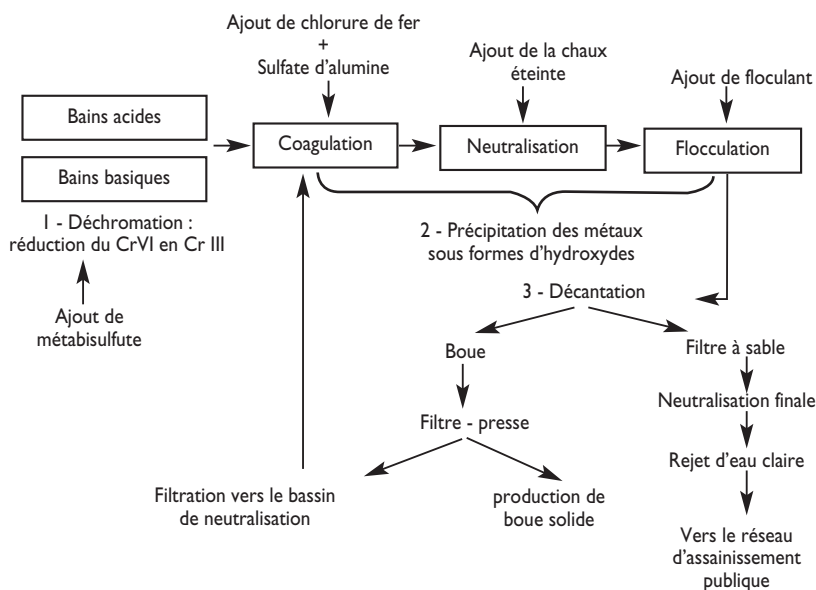 Ajout de chlorure de fer
+
Sulfate d'alumine
Ajout de la chaux
éteinte
Ajout de floculant
Bains acides
Bains basiques
Coagulation
Neutralisation
Flocculation
1 - Déchromation :
réduction du CrVI en Cr III
Ajout de
métabisulfute
2 - Précipitation des métaux
sous formes d'hydroxydes
3 - Décantation
Boue
Filtre - presse
Filtration vers le bassin
de neutralisation
production de
boue solide
Filtre à sable
Neutralisation finale
Rejet d'eau claire
Vers le réseau
d'assainissement
publique